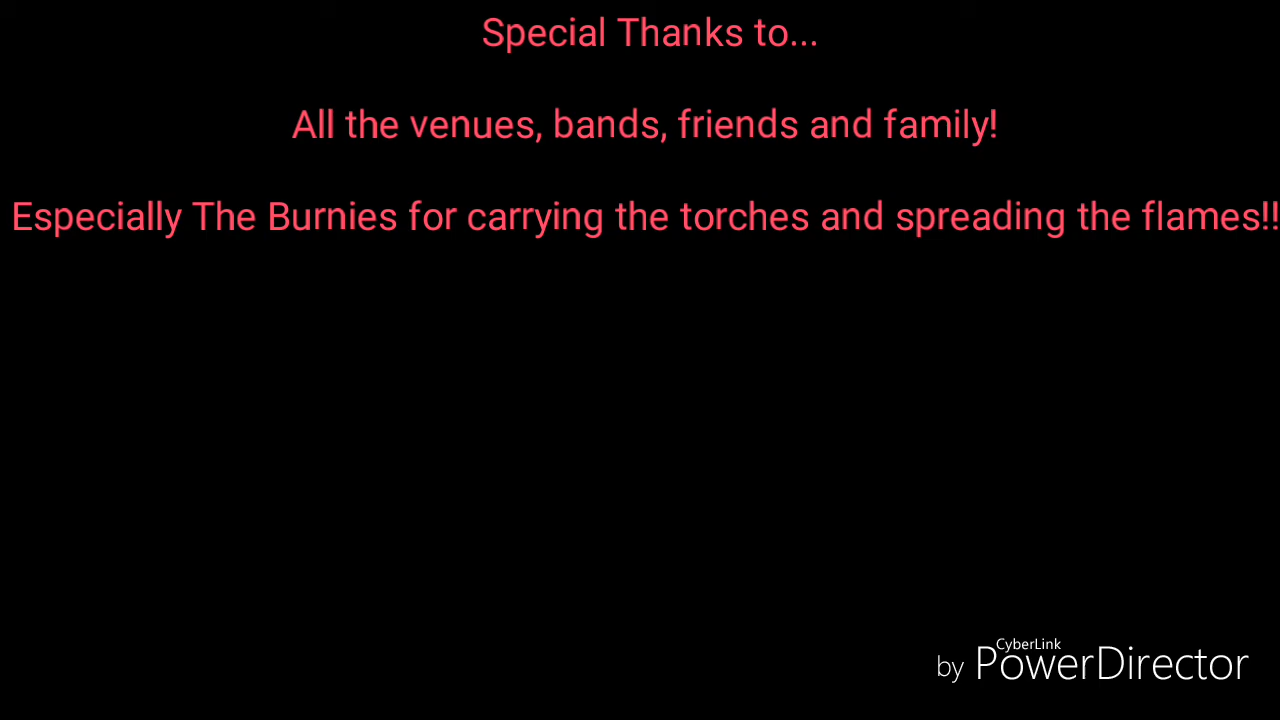 Special Thanks to...
All the venues, bands, friends and family!
Especially The Burnies for carrying the torches and spreading the flames!!
CyberLink
by PowerDirector